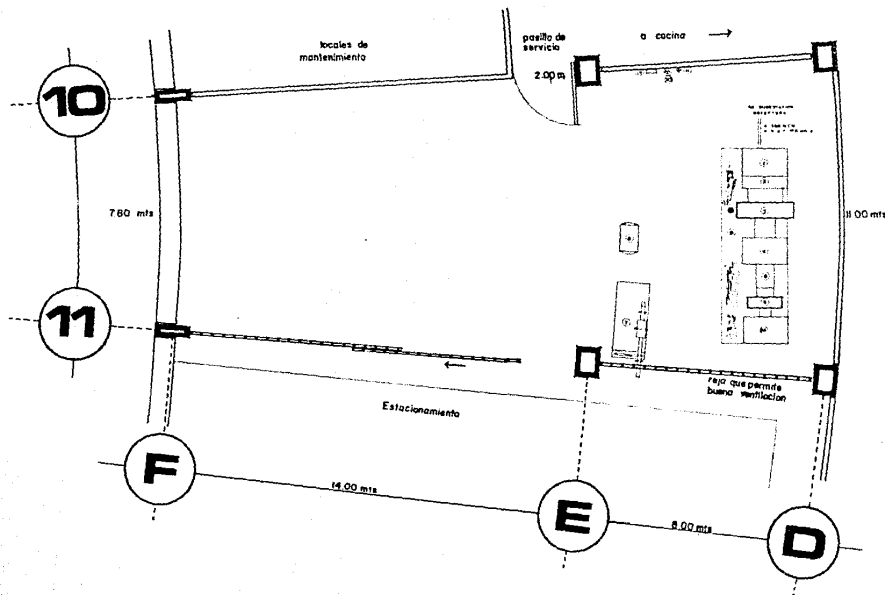 locales de
mantenimiento
pasillo de
servicio
a cocina
2.00 m
10
7.80 mts
11.00 mts
11
reja que permite
buena ventilacion
Estacionamiento
F
14.00 mts
E
8.00 mts
D